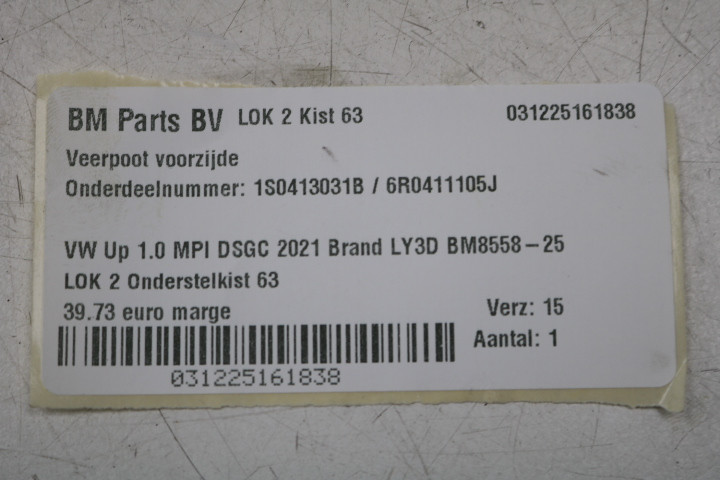 BM Parts BV LOK 2 Kist 63 031225161838
Veerpoot voorzijde
Onderdeelnummer: 1S0413031B / 6R0411105J
VW Up 1.0 MPI DSGC 2021 Brand LY3D BM8558-25
LOK 2 Onderstelkist 63
39.73 euro marge Verz: 15
Aantal: 1
031225161838